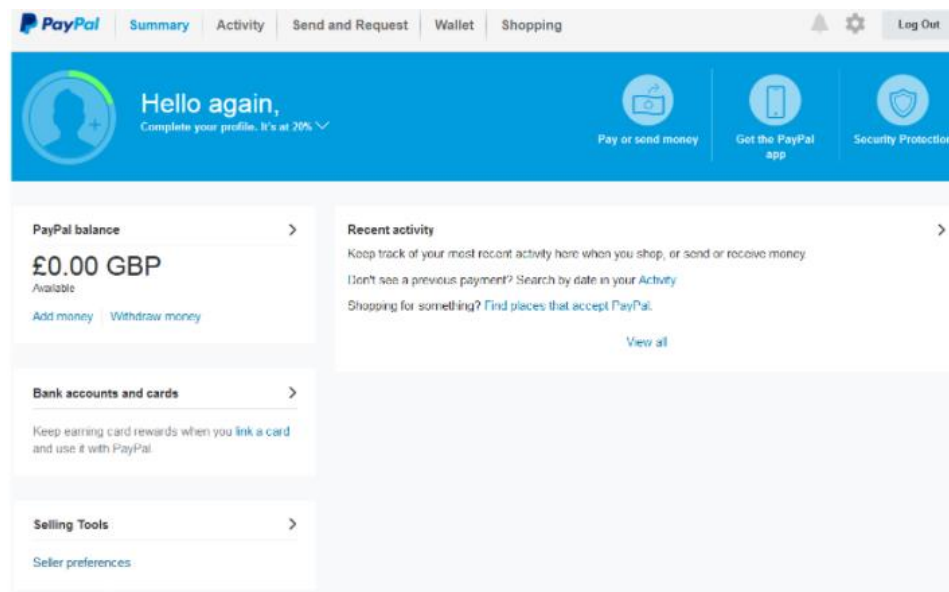 PayPal Summary Activity Send and Request Wallet Shopping Log Out
Hello again,
Complete your profile. It's at 20%
Pay or send money
Get the PayPal
app
Security Protection
PayPal balance
£0.00 GBP
Available
Add money Withdraw money
Recent activity
Keep track of your most recent activity here when you shop, or send or receive money.
Don't see a previous payment? Search by date in your Activity
Shopping for something? Find places that accept PayPal.
View all
Bank accounts and cards
Keep earning card rewards when you link a card
and use it with PayPal.
Selling Tools
Seller preferences